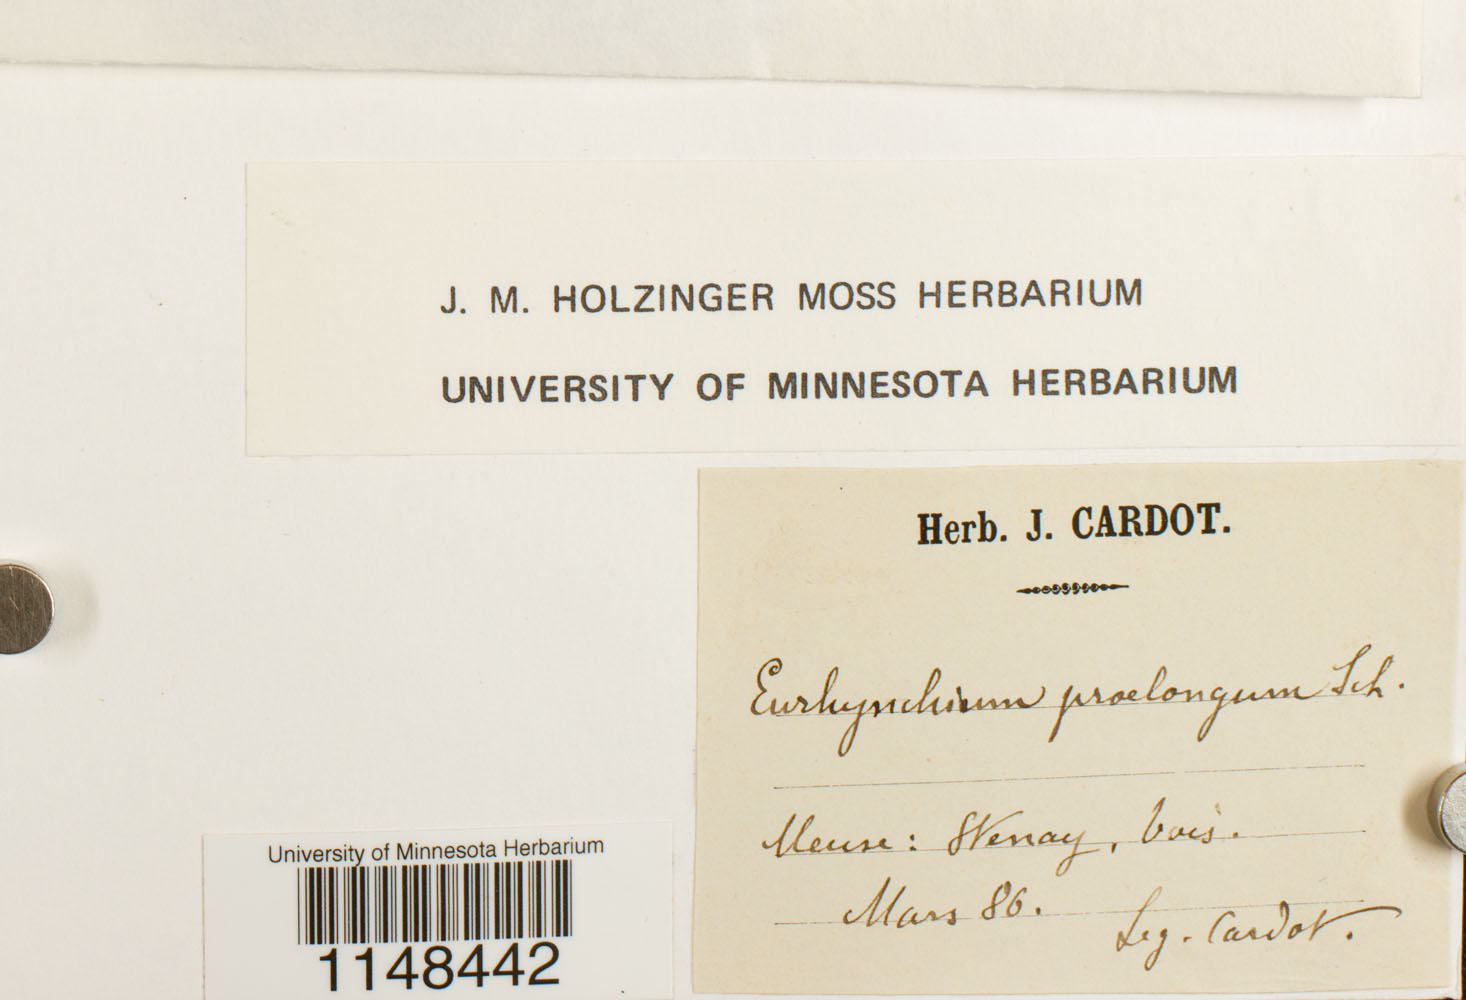 J. M. HOLZINGER MOSS HERBARIUM
UNIVERSITY OF MINNESOTA HERBARIUM
Herb. J. CARDOT.
Eurhynchium praelongum Sch.
Meuse : Stenay, bois.
Mars 86.
Leg. Cardot.
University of Minnesota Herbarium
1148442